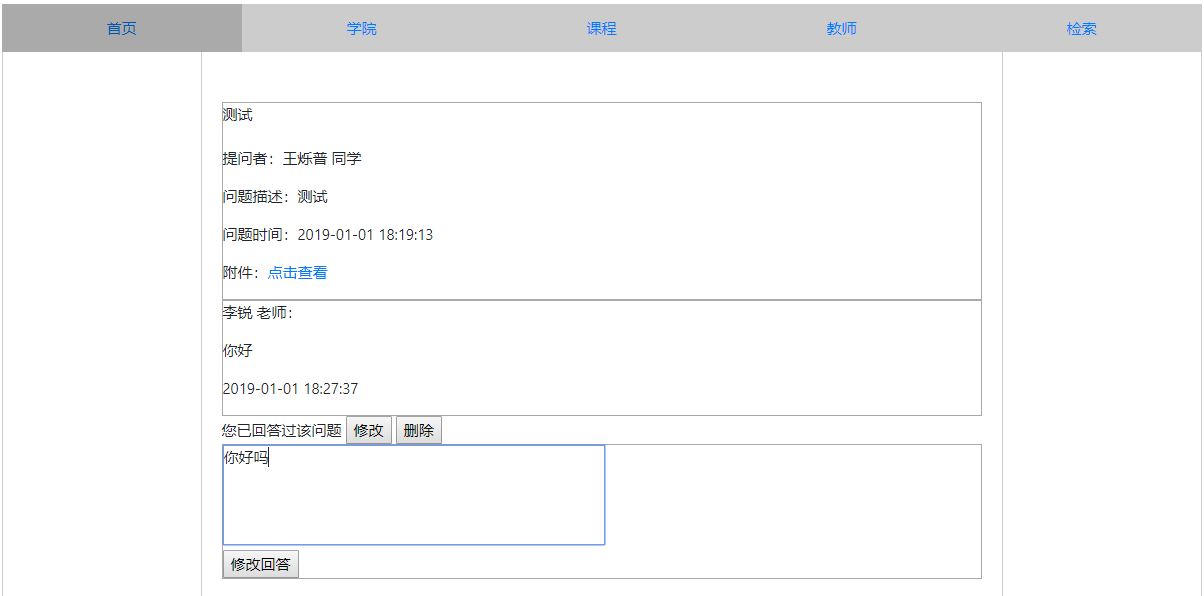 首页 学院 课程 教师 检索
测试
提问者：王烁普 同学
问题描述：测试
问题时间：2019-01-01 18:19:13
附件：点击查看
李锐 老师：
你好
2019-01-01 18:27:37
您已回答过该问题 修改 删除
你好吗
修改回答